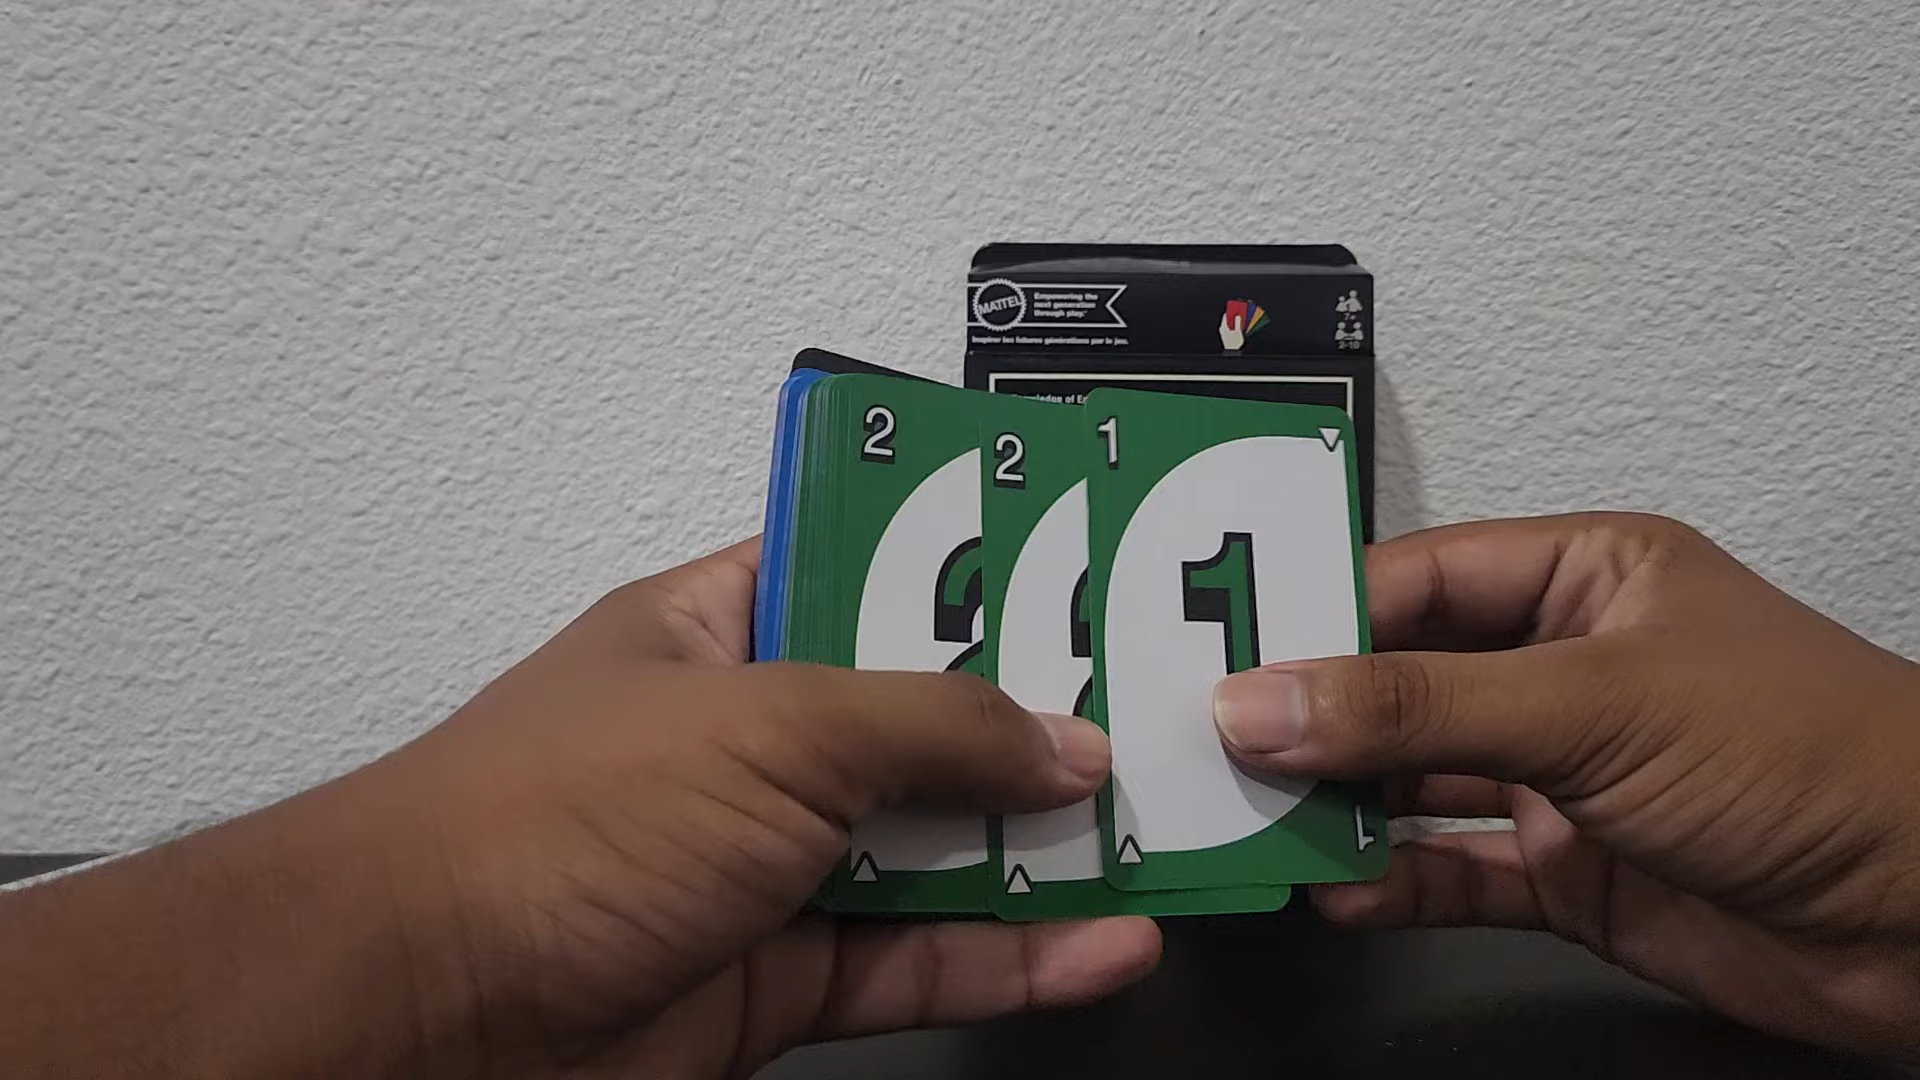 MATTEL
Empowering the
next generation
through play.
Inspirer les futures générations par le jeu.
7+
2-10
2
2
1
2
2
1
1